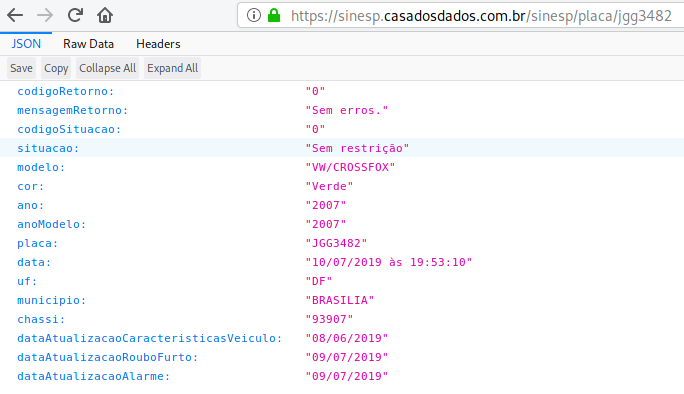 https://sinesp.casadosdados.com.br/sinesp/placa/jgg3482
JSON Raw Data Headers
Save Copy Collapse All Expand All
codigoRetorno: "0"
mensagemRetorno: "Sem erros."
codigoSituacao: "0"
situacao: "Sem restrição"
modelo: "VW/CROSSFOX"
cor: "Verde"
ano: "2007"
anoModelo: "2007"
placa: "JGG3482"
data: "10/07/2019 às 19:53:10"
uf: "DF"
municipio: "BRASILIA"
chassi: "93907"
dataAtualizacaoCaracteristicasVeiculo: "08/06/2019"
dataAtualizacaoRouboFurto: "09/07/2019"
dataAtualizacaoAlarme: "09/07/2019"